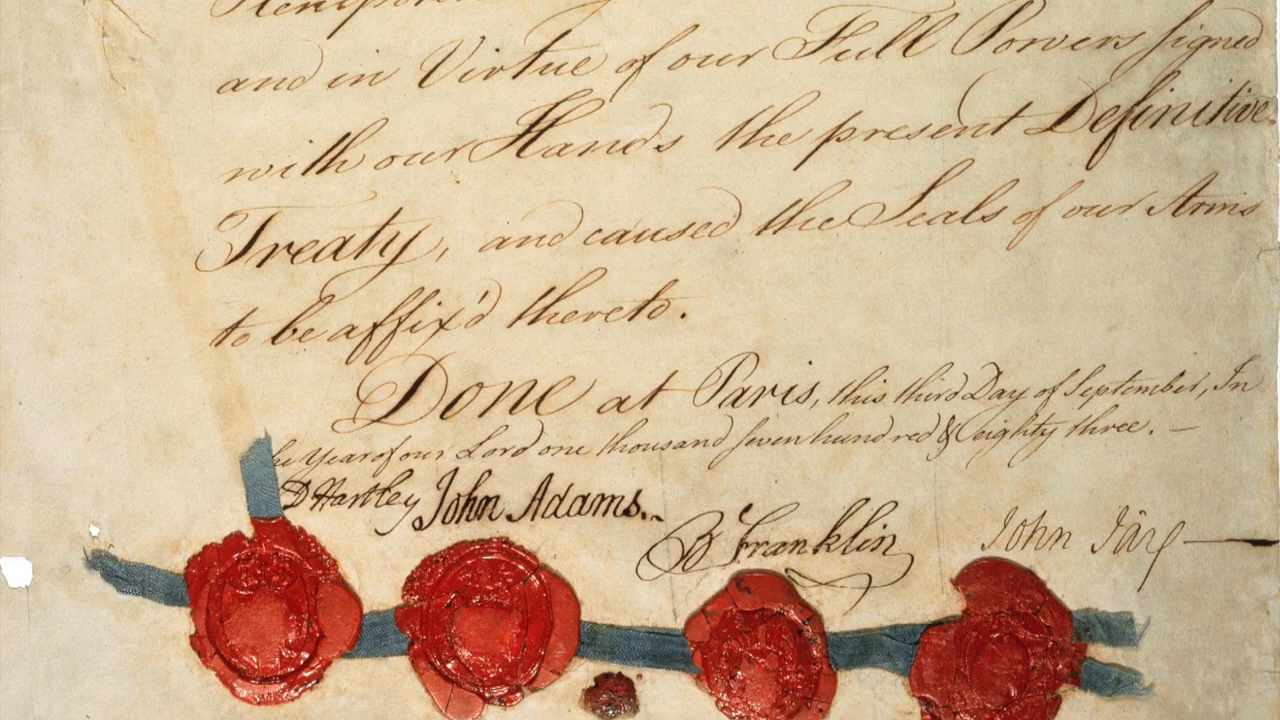 and in Virtue of our Full Powers signed
with our Hands the present Definitive
Treaty, and caused the Seals of our Arms
to be affix'd thereto.
Done at Paris, this third Day of September, In
he Year of our Lord one thousand seven hundred & eighty three. —
D Hartley John Adams.
B Franklin John Jay